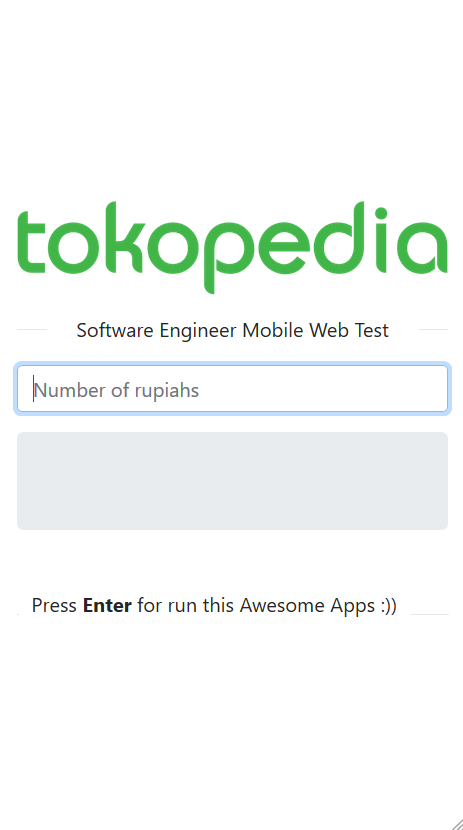 tokopedia
Software Engineer Mobile Web Test
Number of rupiahs
Press Enter for run this Awesome Apps :))